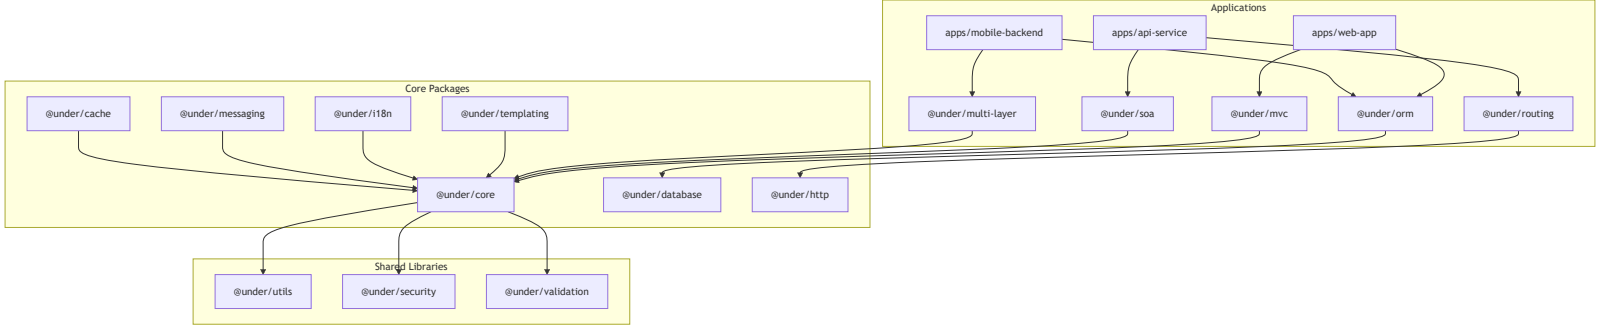 Applications
apps/mobile-backend
apps/api-service
apps/web-app
@under/multi-layer
@under/soa
@under/mvc
@under/orm
@under/routing
Core Packages
@under/cache
@under/messaging
@under/i18n
@under/templating
@under/core
@under/database
@under/http
Shared Libraries
@under/utils
@under/security
@under/validation